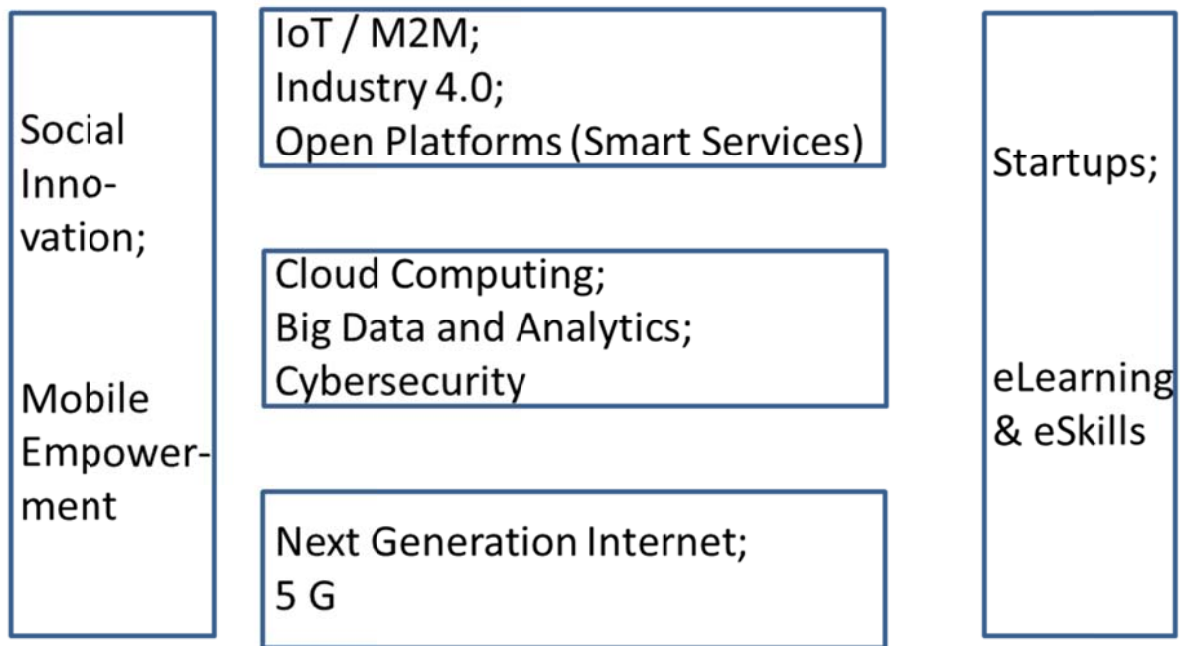 Social
Inno-
vation;
Mobile
Empower-
ment
IoT / M2M;
Industry 4.0;
Open Platforms (Smart Services)
Cloud Computing;
Big Data and Analytics;
Cybersecurity
Next Generation Internet;
5 G
Startups;
eLearning
& eSkills